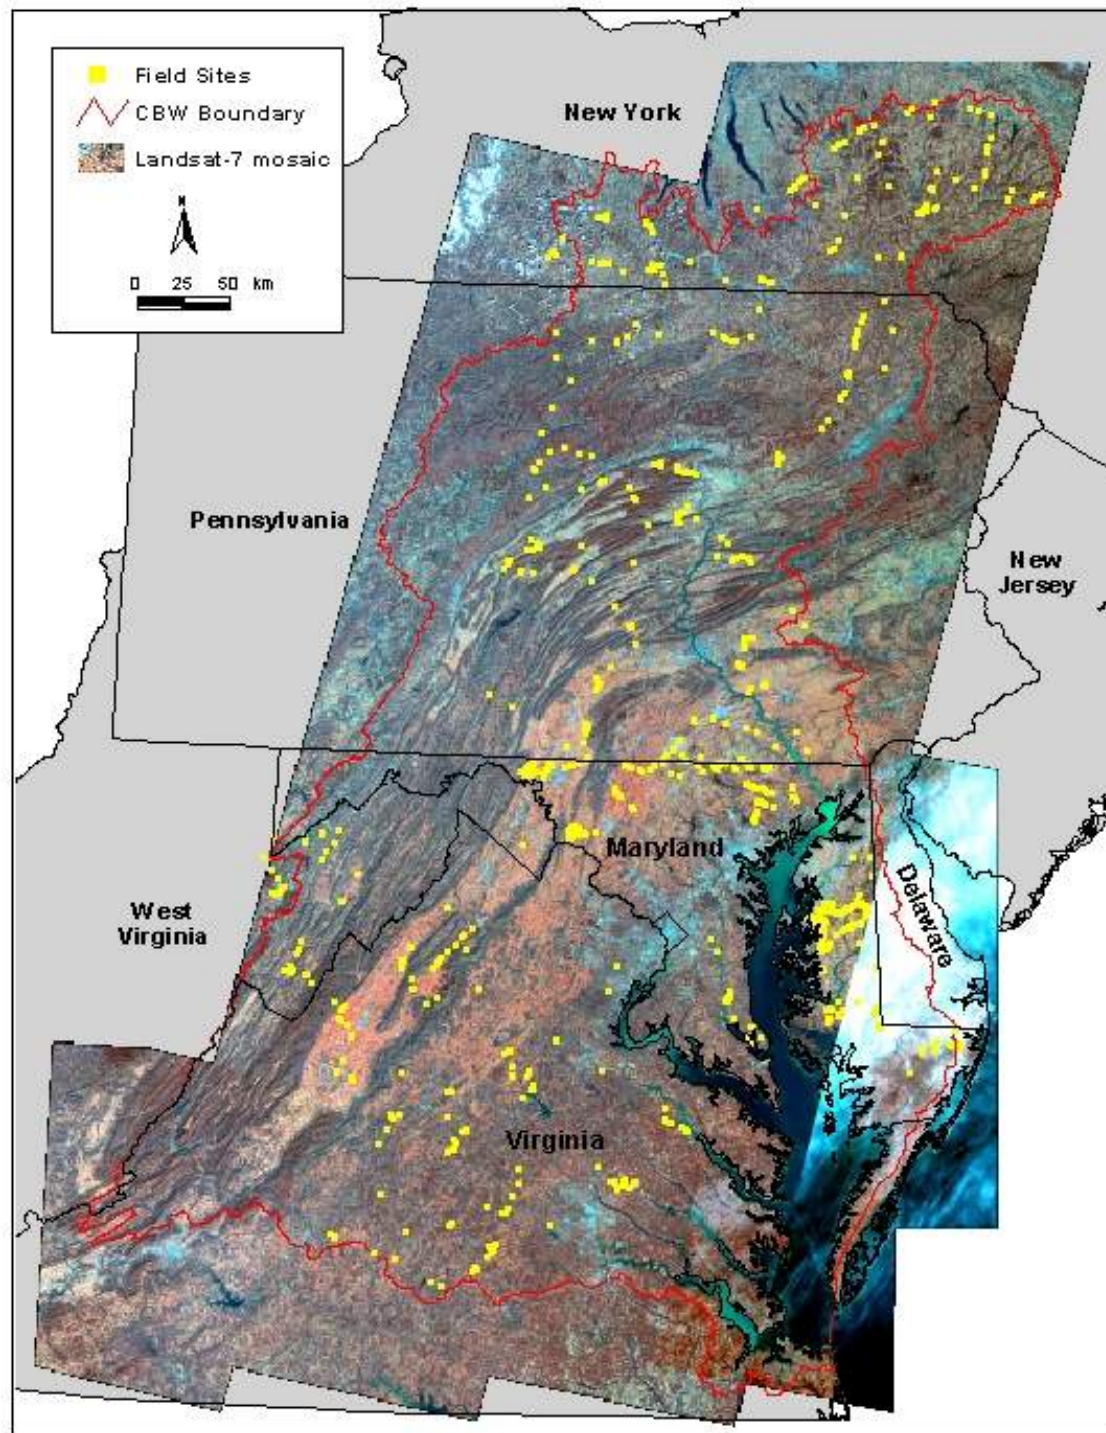 Field Sites
CBW Boundary
Landsat-7 mosaic
N
0 25 50 km
New York
Pennsylvania
New
Jersey
Maryland
Delaware
West
Virginia
Virginia